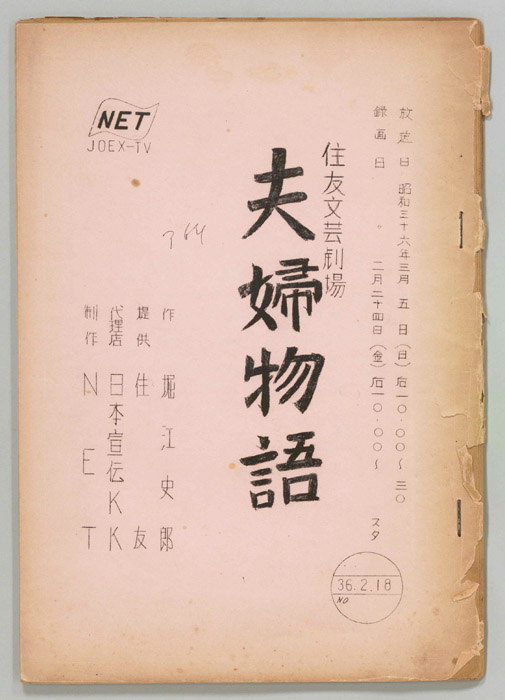 放送日 昭和三十六年三月 五 日(日)后一〇.〇〇〜三〇
録画日 二月二十四日(金)后一〇.〇〇〜 スタ
住友文芸劇場
夫婦物語
作 堀江史郎
提供 住友
代理店 日本宣伝KK
制作 NET
NET
JOEX-TV
36.2.18
NO